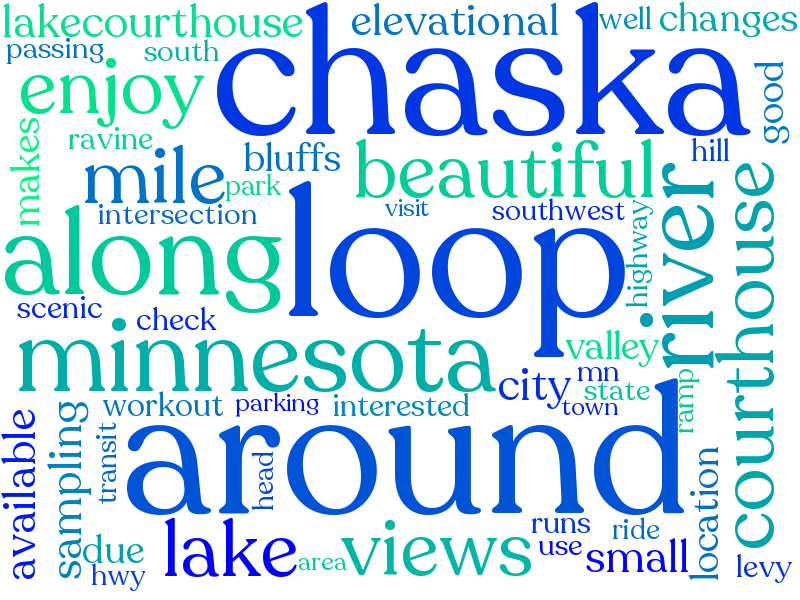 lakecourthouse
elevational
well
changes
passing
south
chaska
enjoy
good
makes
ravine
mile
bluffs
beautiful
hill
park
intersection
visit
southwest
river
courthouse
along
loop
highway
scenic
check
minnesota
valley
city
mn
state
town
ramp
available
sampling
workout
parking
interested
transit
around
head
location
due
hwy
lake
area
views
runs
use
ride
small
levy